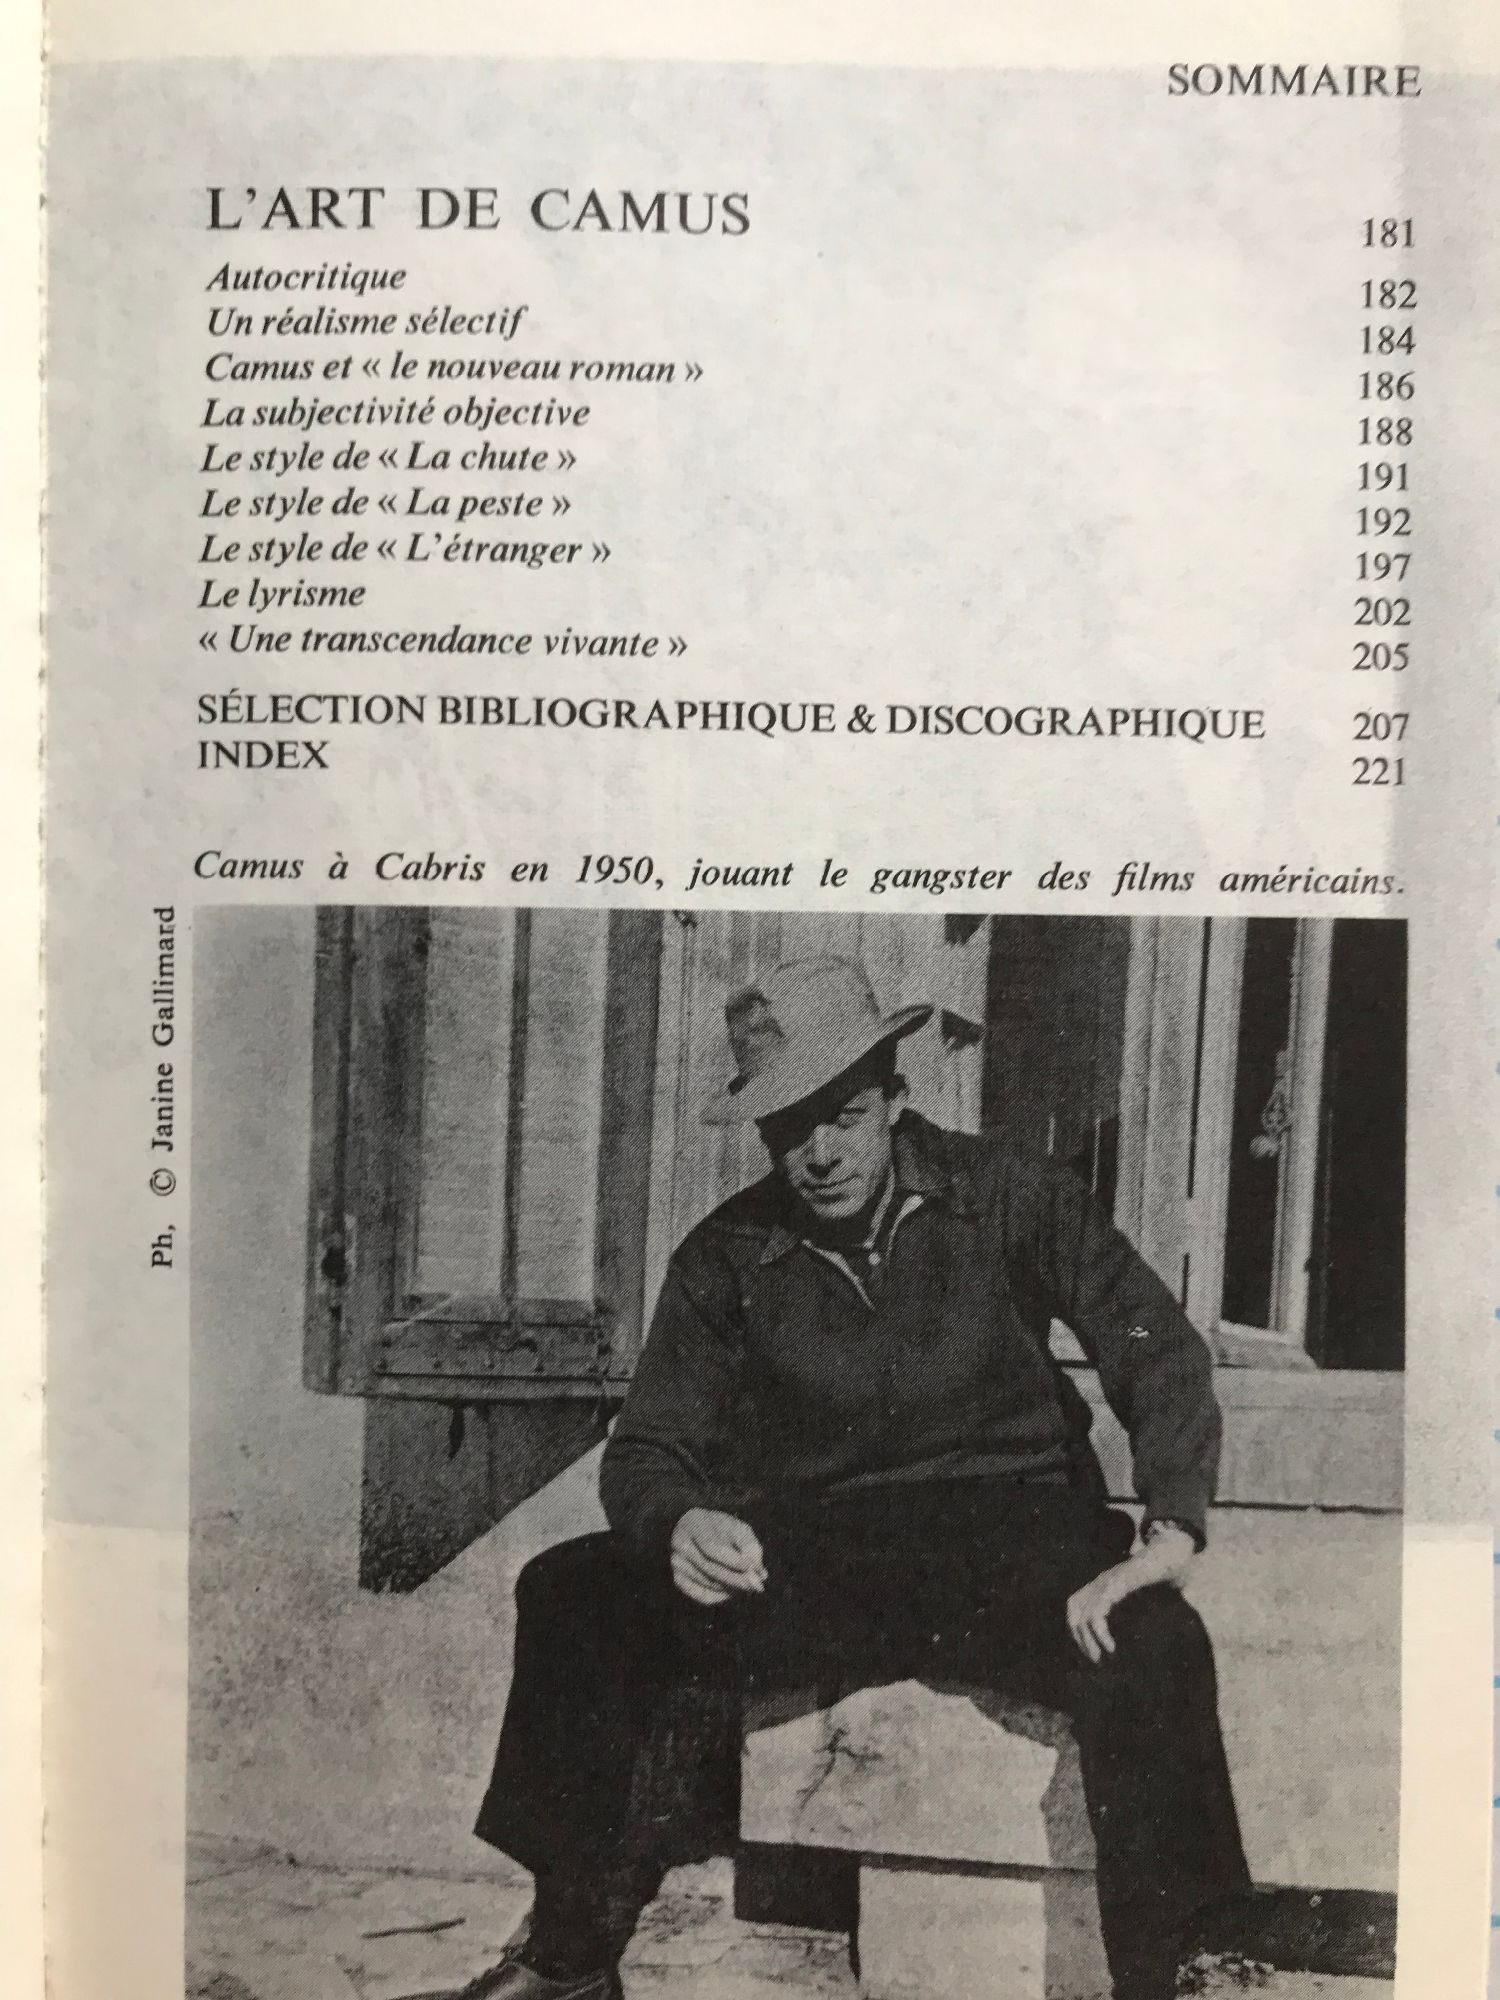 SOMMAIRE
L'ART DE CAMUS 181
Autocritique 182
Un réalisme sélectif 184
Camus et « le nouveau roman » 186
La subjectivité objective 188
Le style de « La chute » 191
Le style de « La peste » 192
Le style de « L'étranger » 197
Le lyrisme 202
« Une transcendance vivante » 205
SÉLECTION BIBLIOGRAPHIQUE & DISCOGRAPHIQUE 207
INDEX 221
Camus à Cabris en 1950, jouant le gangster des films américains.
Ph, © Janine Gallimard